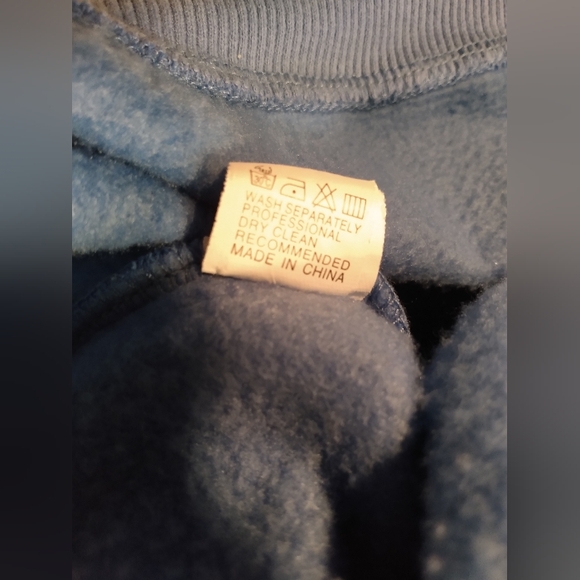 WASH SEPARATELY
PROFESSIONAL
DRY CLEAN
RECOMMENDED
MADE IN CHINA